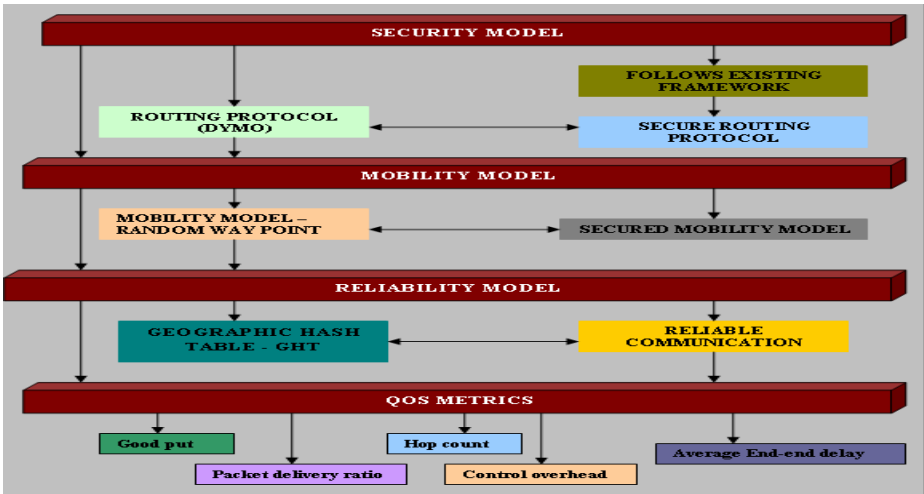 SECURITY MODEL
FOLLOWS EXISTING
FRAMEWORK
ROUTING PROTOCOL
(DYMO)
SECURE ROUTING
PROTOCOL
MOBILITY MODEL
MOBILITY MODEL –
RANDOM WAY POINT
SECURED MOBILITY MODEL
RELIABILITY MODEL
GEOGRAPHIC HASH
TABLE - GHT
RELIABLE
COMMUNICATION
QOS METRICS
Good put
Hop count
Average End-end delay
Packet delivery ratio
Control overhead